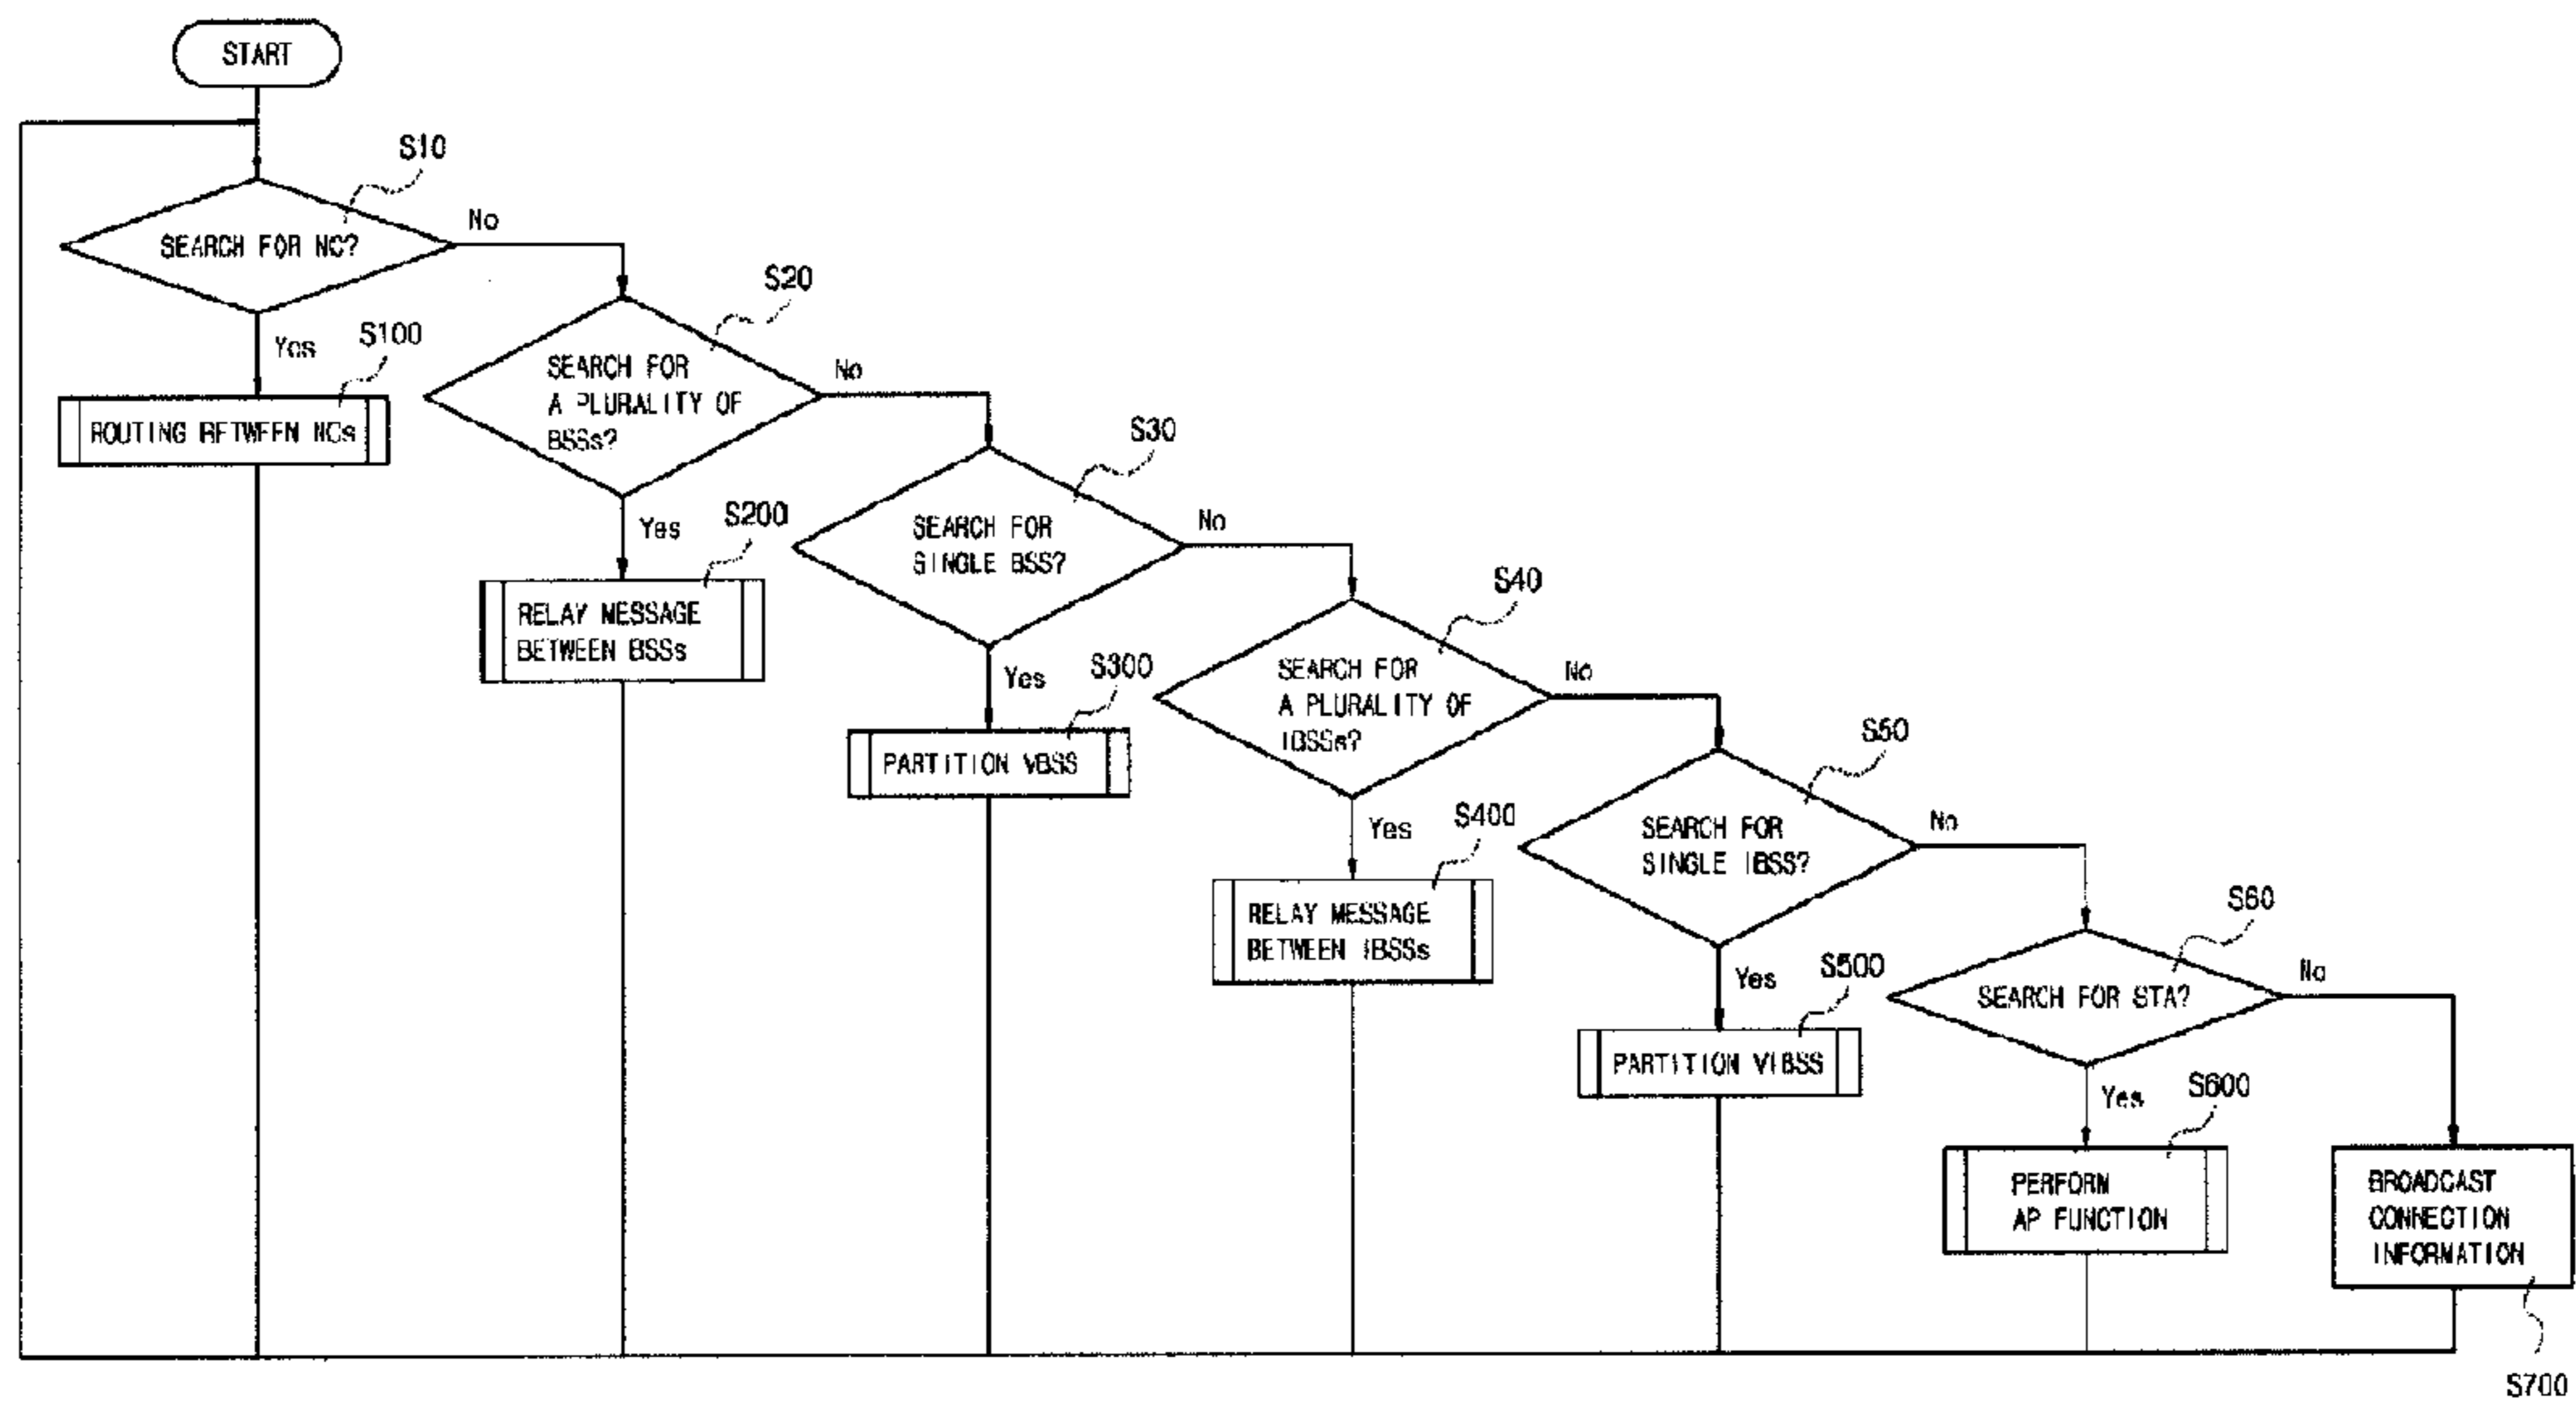 START
S10
SEARCH FOR NC?
No
Yes
S100
ROUTING BETWEEN NCs
S20
SEARCH FOR
A PLURALITY OF
BSSs?
No
Yes
S200
RELAY MESSAGE
BETWEEN BSSs
S30
SEARCH FOR
SINGLE BSS?
No
Yes
S300
PARTITION VBSS
S40
SEARCH FOR
A PLURALITY OF
IBSSs?
No
Yes
S400
RELAY MESSAGE
BETWEEN IBSSs
S50
SEARCH FOR
SINGLE IBSS?
No
Yes
S500
PARTITION VIBSS
S60
SEARCH FOR STA?
No
Yes
S600
PERFORM
AP FUNCTION
BROADCAST
CONNECTION
INFORMATION
S700